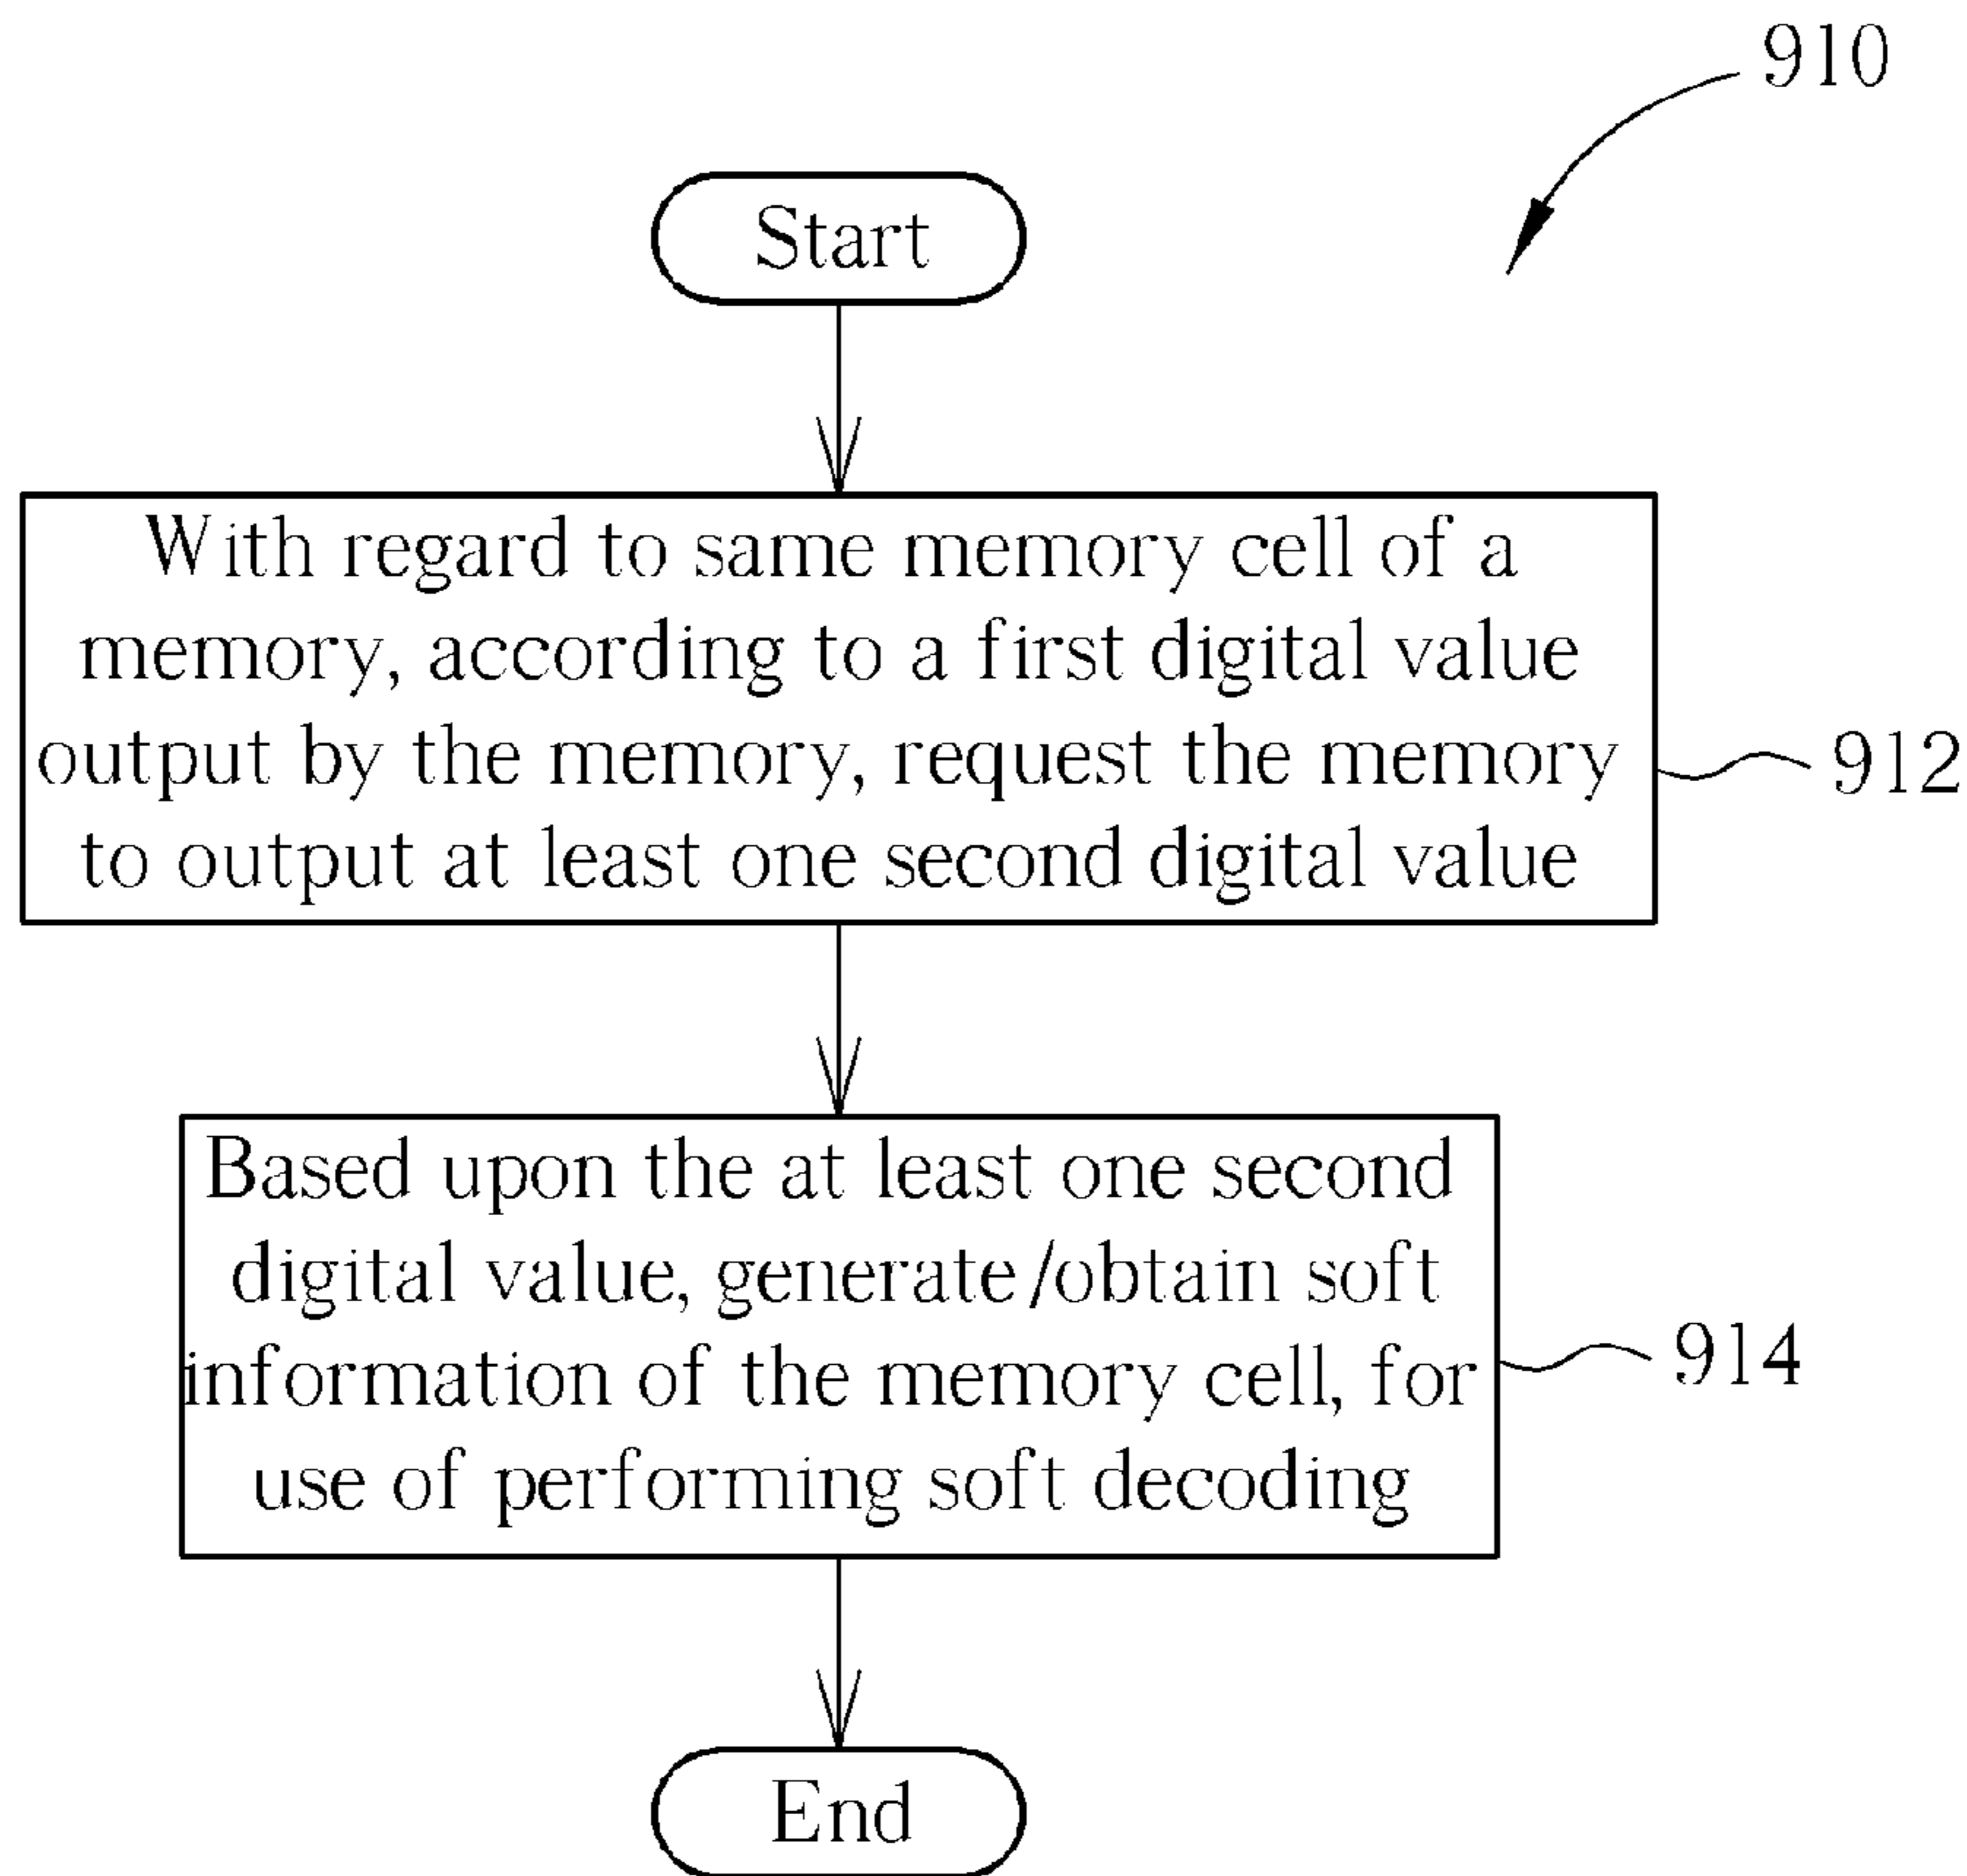 910
Start
With regard to same memory cell of a
memory, according to a first digital value
output by the memory, request the memory
to output at least one second digital value
912
Based upon the at least one second
digital value, generate/obtain soft
information of the memory cell, for
use of performing soft decoding
914
End